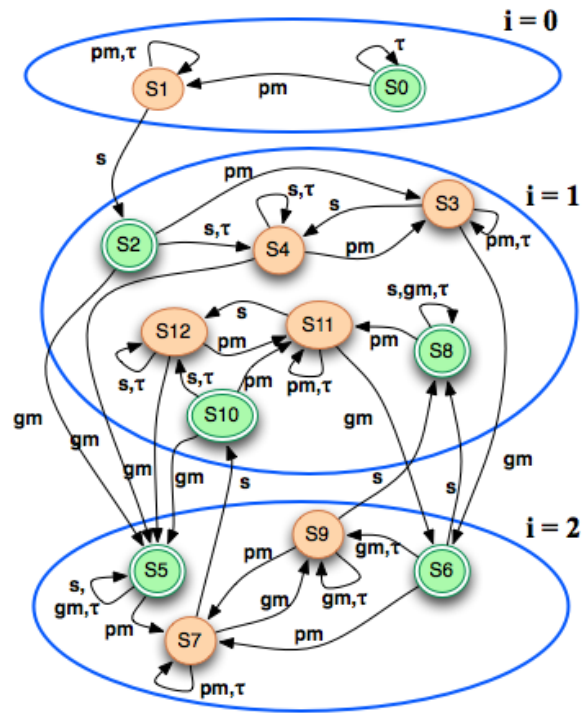 i = 0
τ
pm,τ
S1
pm
S0
s
pm
i = 1
s,τ
s
S3
S2
s,τ
S4
pm
pm,τ
s
S12
S11
s,gm,τ
pm
pm
S8
s,τ
s,τ
pm
pm,τ
S10
gm
gm
gm
gm
gm
gm
s
s
s
i = 2
S9
gm,τ
S5
pm
S6
s,
gm,τ
gm,τ
pm
gm
pm
S7
pm,τ